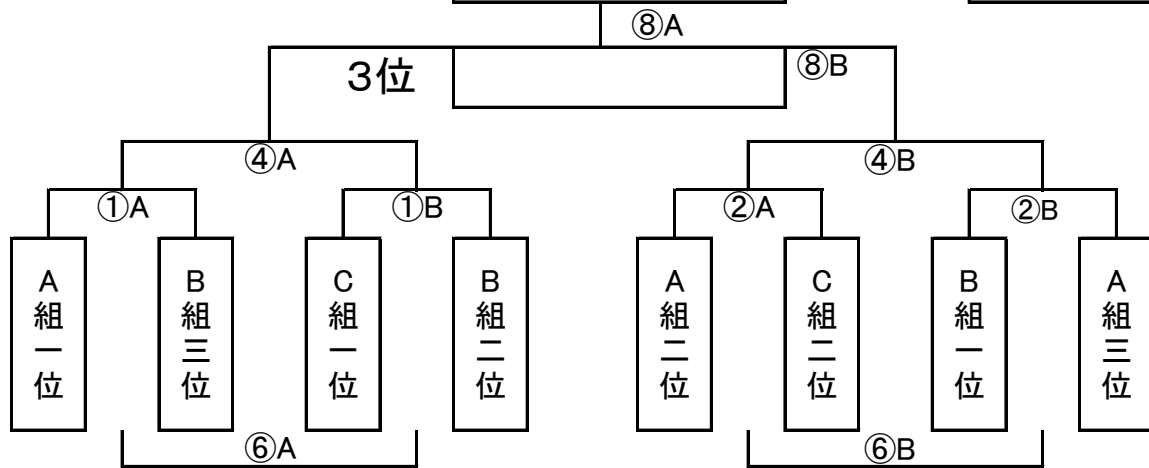 ⑧A
3位
⑧B
④A
④B
①A
①B
②A
②B
A組一位
B組三位
C組一位
B組二位
A組二位
C組二位
B組一位
A組三位
⑥A
⑥B